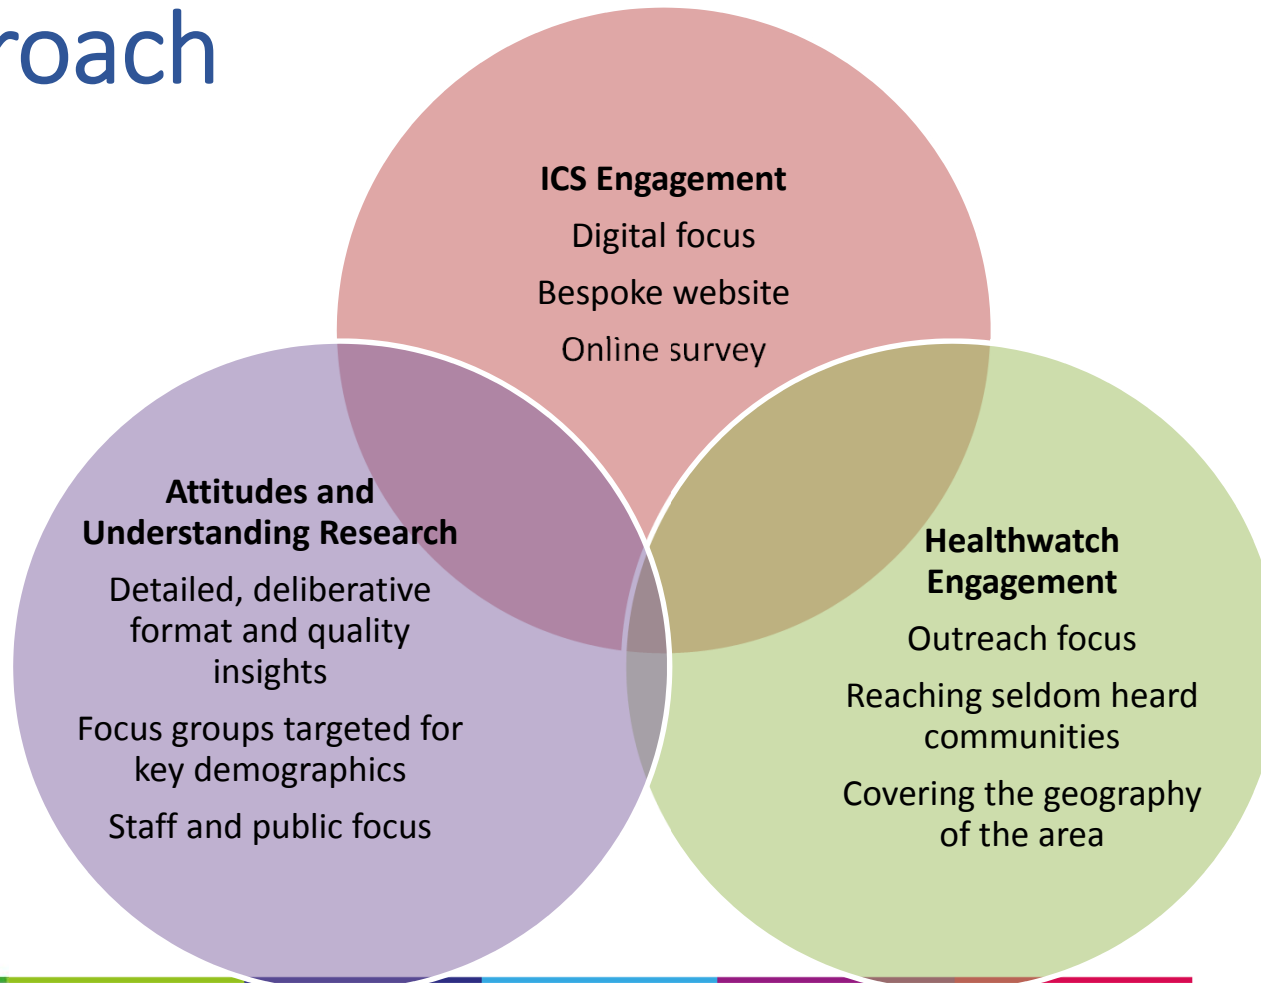 roach
ICS Engagement
Digital focus
Bespoke website
Online survey
Attitudes and
Understanding Research
Detailed, deliberative
format and quality
insights
Focus groups targeted for
key demographics
Staff and public focus
Healthwatch
Engagement
Outreach focus
Reaching seldom heard
communities
Covering the geography
of the area